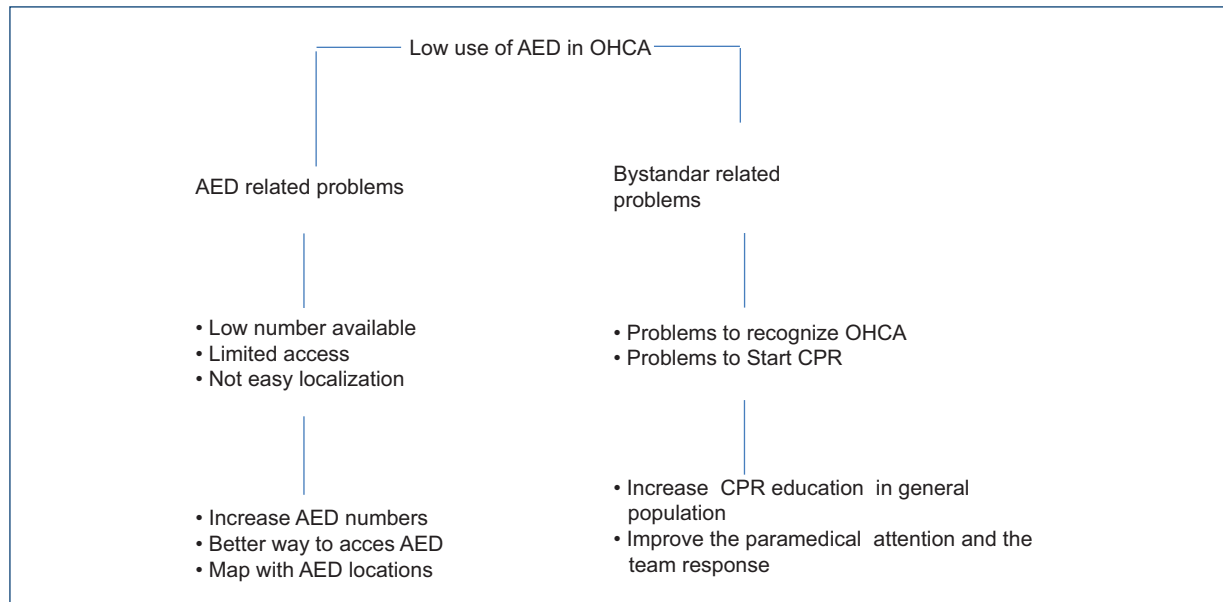 Low use of AED in OHCA
AED related problems
• Low number available
• Limited access
• Not easy localization
• Increase AED numbers
• Better way to acces AED
• Map with AED locations
Bystandar related
problems
• Problems to recognize OHCA
• Problems to Start CPR
• Increase CPR education in general
population
• Improve the paramedical attention and the
team response